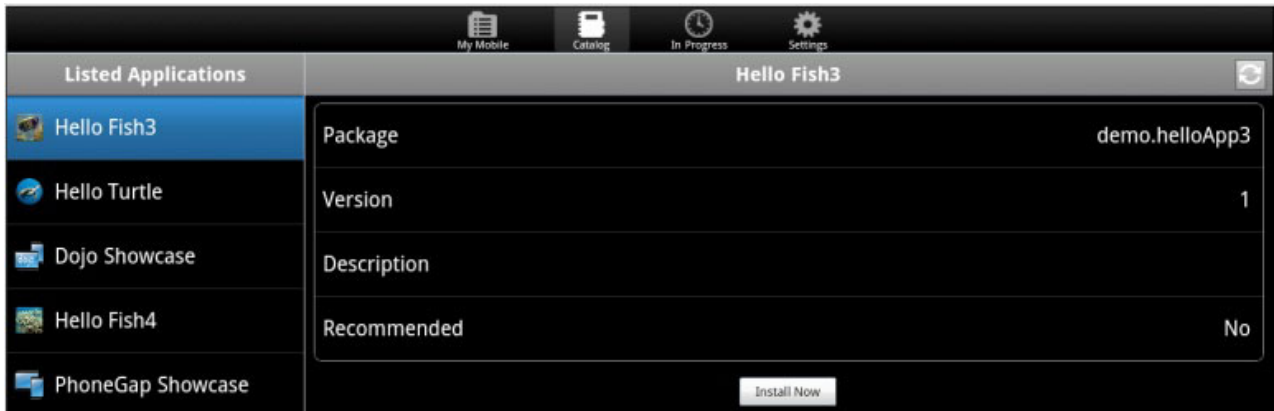 My Mobile
Catalog
In Progress
Settings
Listed Applications
Hello Fish3
Hello Turtle
Dojo Showcase
Hello Fish4
PhoneGap Showcase
Hello Fish3
Package demo.helloApp3
Version 1
Description
Recommended No
Install Now